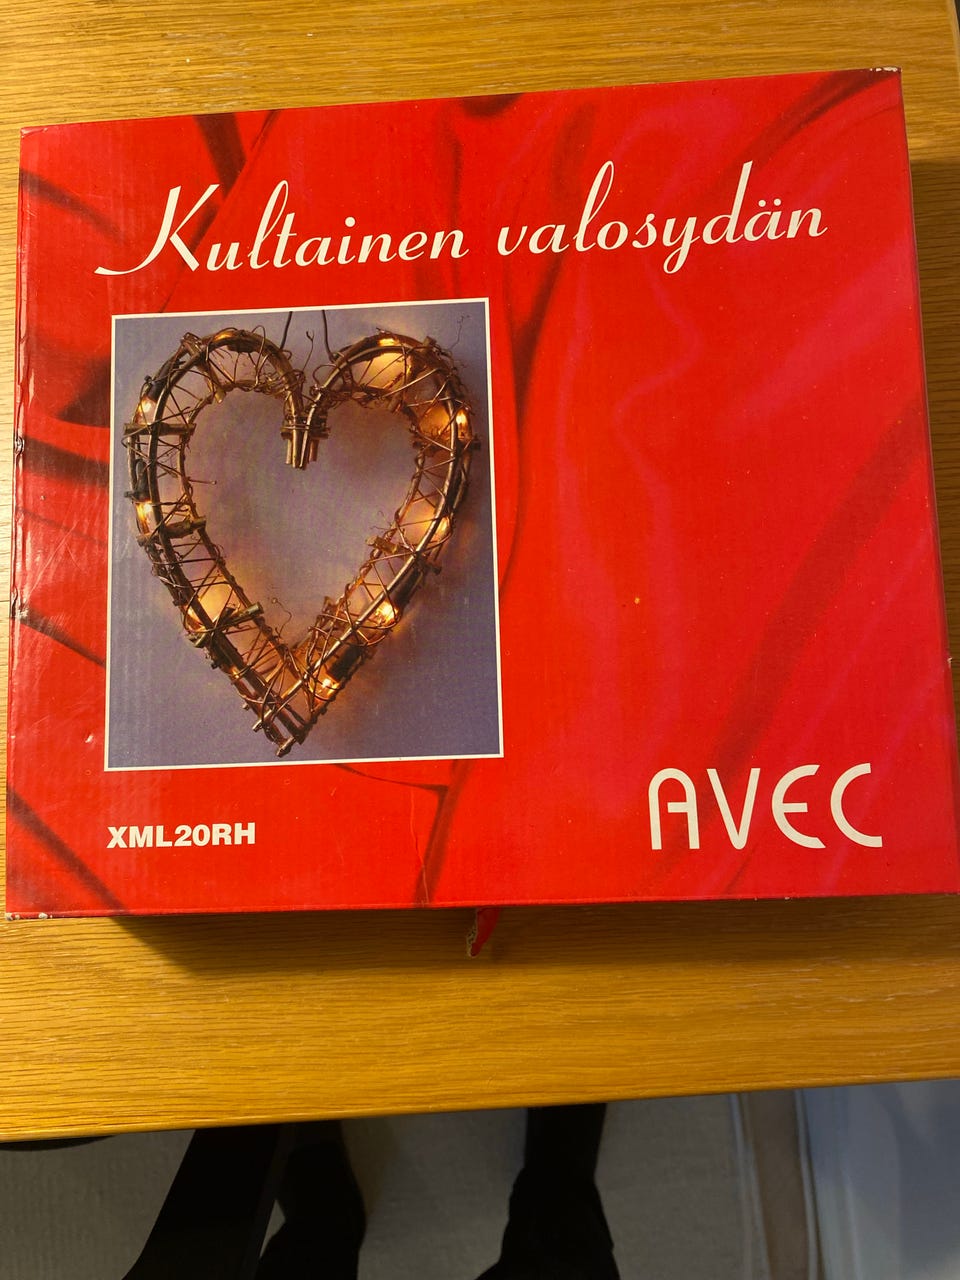 Kultainen valosydän
XML20RH
AVEC